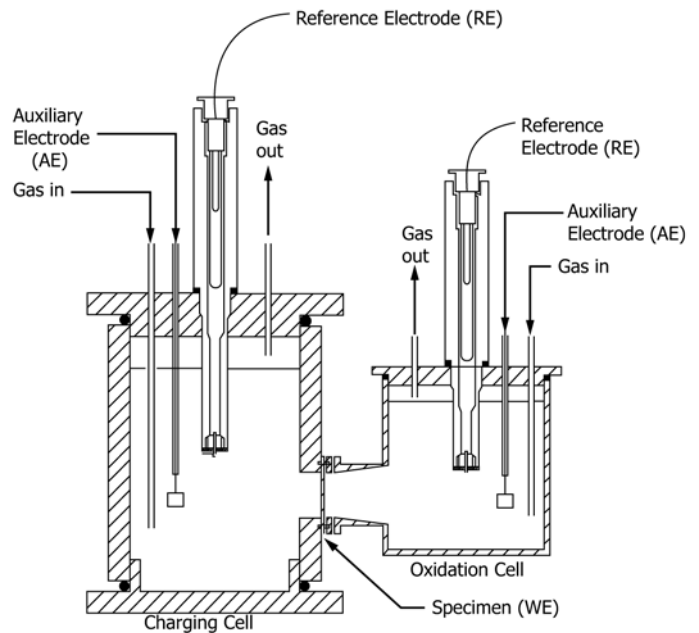 Reference Electrode (RE)
Auxiliary
Electrode
(AE)
Gas in
Gas
out
Reference
Electrode (RE)
Gas
out
Auxiliary
Electrode (AE)
Gas in
Oxidation Cell
Specimen (WE)
Charging Cell